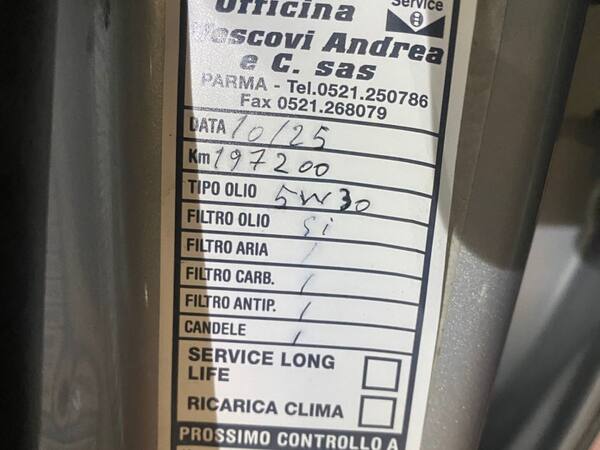 Officina
Service
Vescovi Andrea
e C. sas
PARMA - Tel.0521.250786
Fax 0521.268079
DATA 10/25
Km 197200
TIPO OLIO 5W30
FILTRO OLIO Si
FILTRO ARIA /
FILTRO CARB. /
FILTRO ANTIP. /
CANDELE /
SERVICE LONG
LIFE
RICARICA CLIMA
PROSSIMO CONTROLLO A